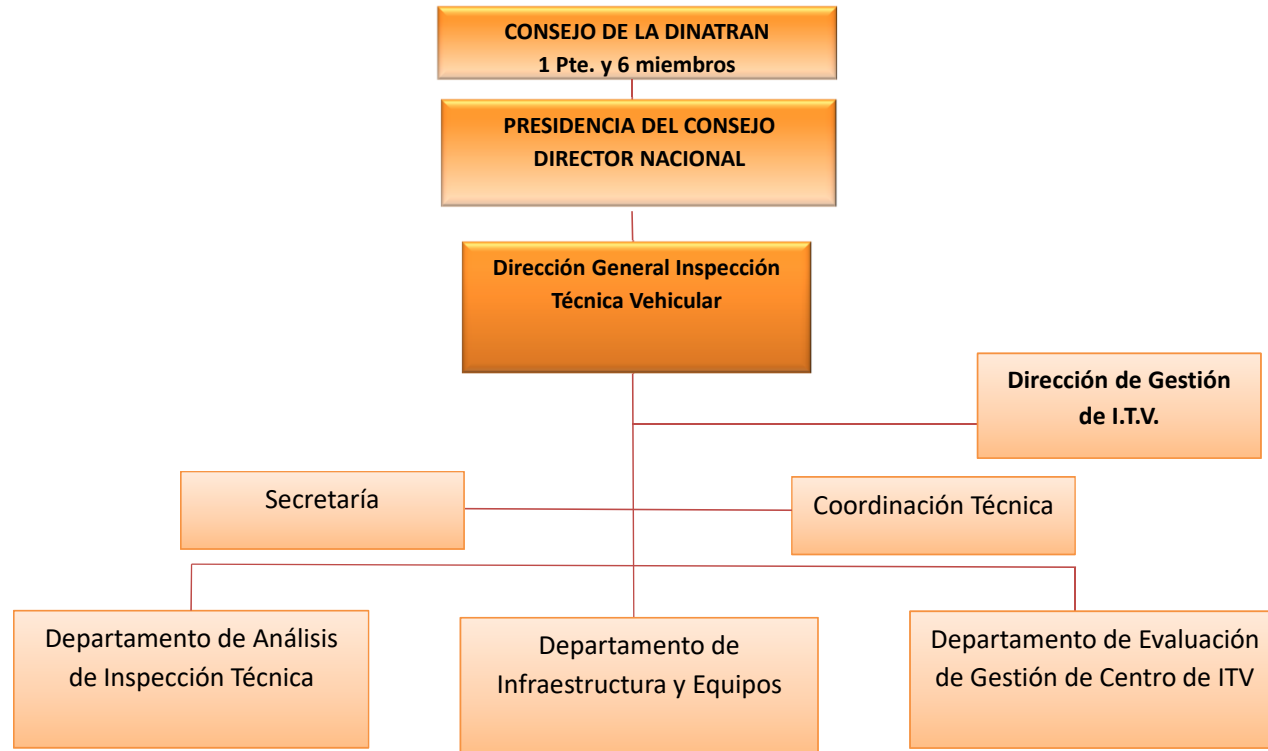 CONSEJO DE LA DINATRAN
1 Pte. y 6 miembros
PRESIDENCIA DEL CONSEJO
DIRECTOR NACIONAL
Dirección General Inspección
Técnica Vehicular
Dirección de Gestión
de I.T.V.
Secretaría
Coordinación Técnica
Departamento de Análisis
de Inspección Técnica
Departamento de
Infraestructura y Equipos
Departamento de Evaluación
de Gestión de Centro de ITV